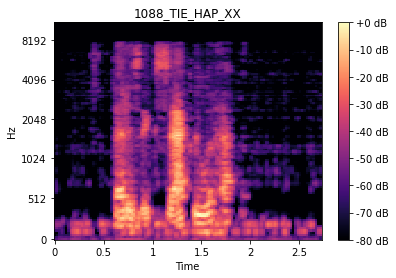 1088_TIE_HAP_XX
8192
4096
2048
1024
512
0
Hz
0 0.5 1 1.5 2 2.5
Time
+0 dB
-10 dB
-20 dB
-30 dB
-40 dB
-50 dB
-60 dB
-70 dB
-80 dB